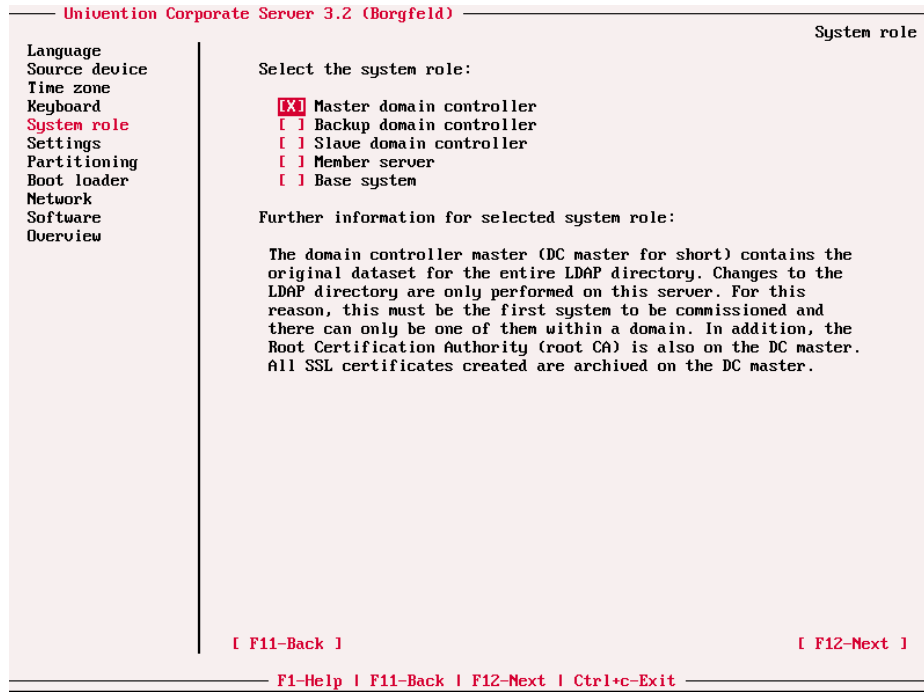 Univention Corporate Server 3.2 (Borgfeld)
System role
Language
Source device
Time zone
Keyboard
System role
Settings
Partitioning
Boot loader
Network
Software
Overview
Select the system role:
[X] Master domain controller
[ ] Backup domain controller
[ ] Slave domain controller
[ ] Member server
[ ] Base system
Further information for selected system role:
The domain controller master (DC master for short) contains the
original dataset for the entire LDAP directory. Changes to the
LDAP directory are only performed on this server. For this
reason, this must be the first system to be commissioned and
there can only be one of them within a domain. In addition, the
Root Certification Authority (root CA) is also on the DC master.
All SSL certificates created are archived on the DC master.
[ F11-Back ] [ F12-Next ]
F1-Help | F11-Back | F12-Next | Ctrl+c-Exit